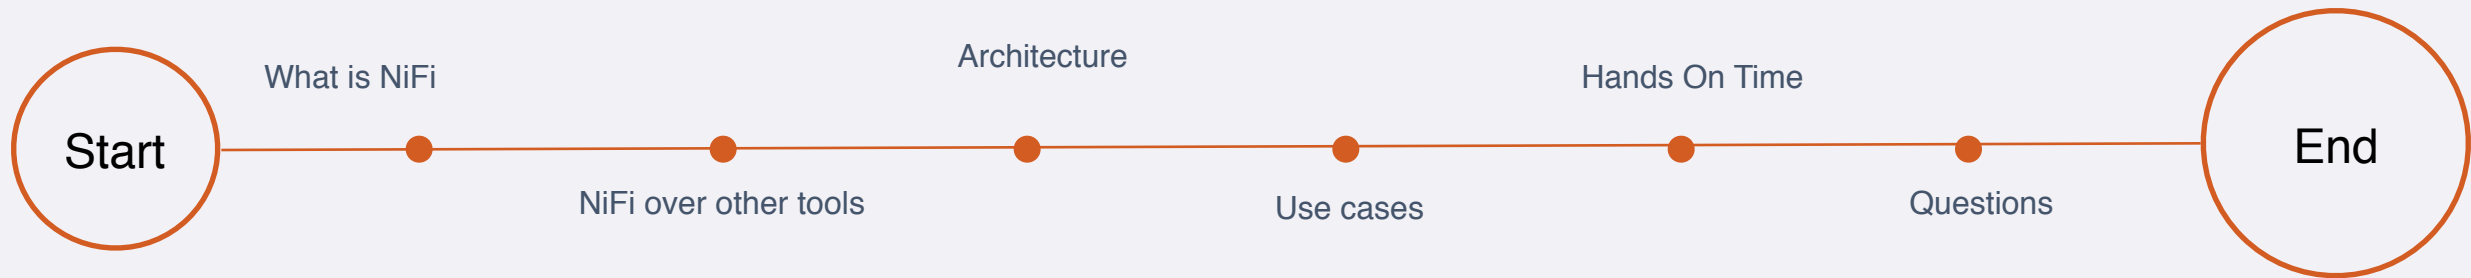 Start
What is NiFi
NiFi over other tools
Architecture
Use cases
Hands On Time
Questions
End